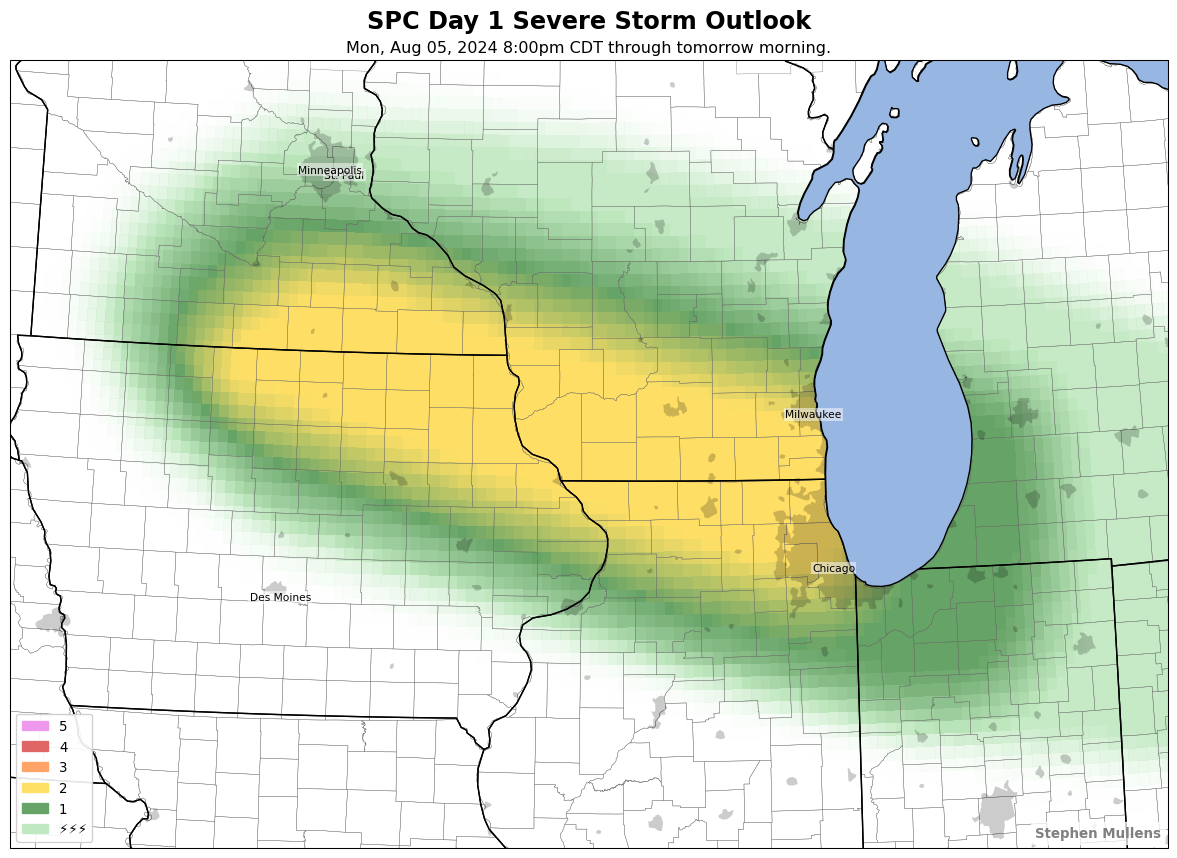 SPC Day 1 Severe Storm Outlook
Mon, Aug 05, 2024 8:00pm CDT through tomorrow morning.
Minneapolis
St. Paul
Milwaukee
Chicago
Des Moines
5
4
3
2
1
⚡⚡⚡
Stephen Mullens